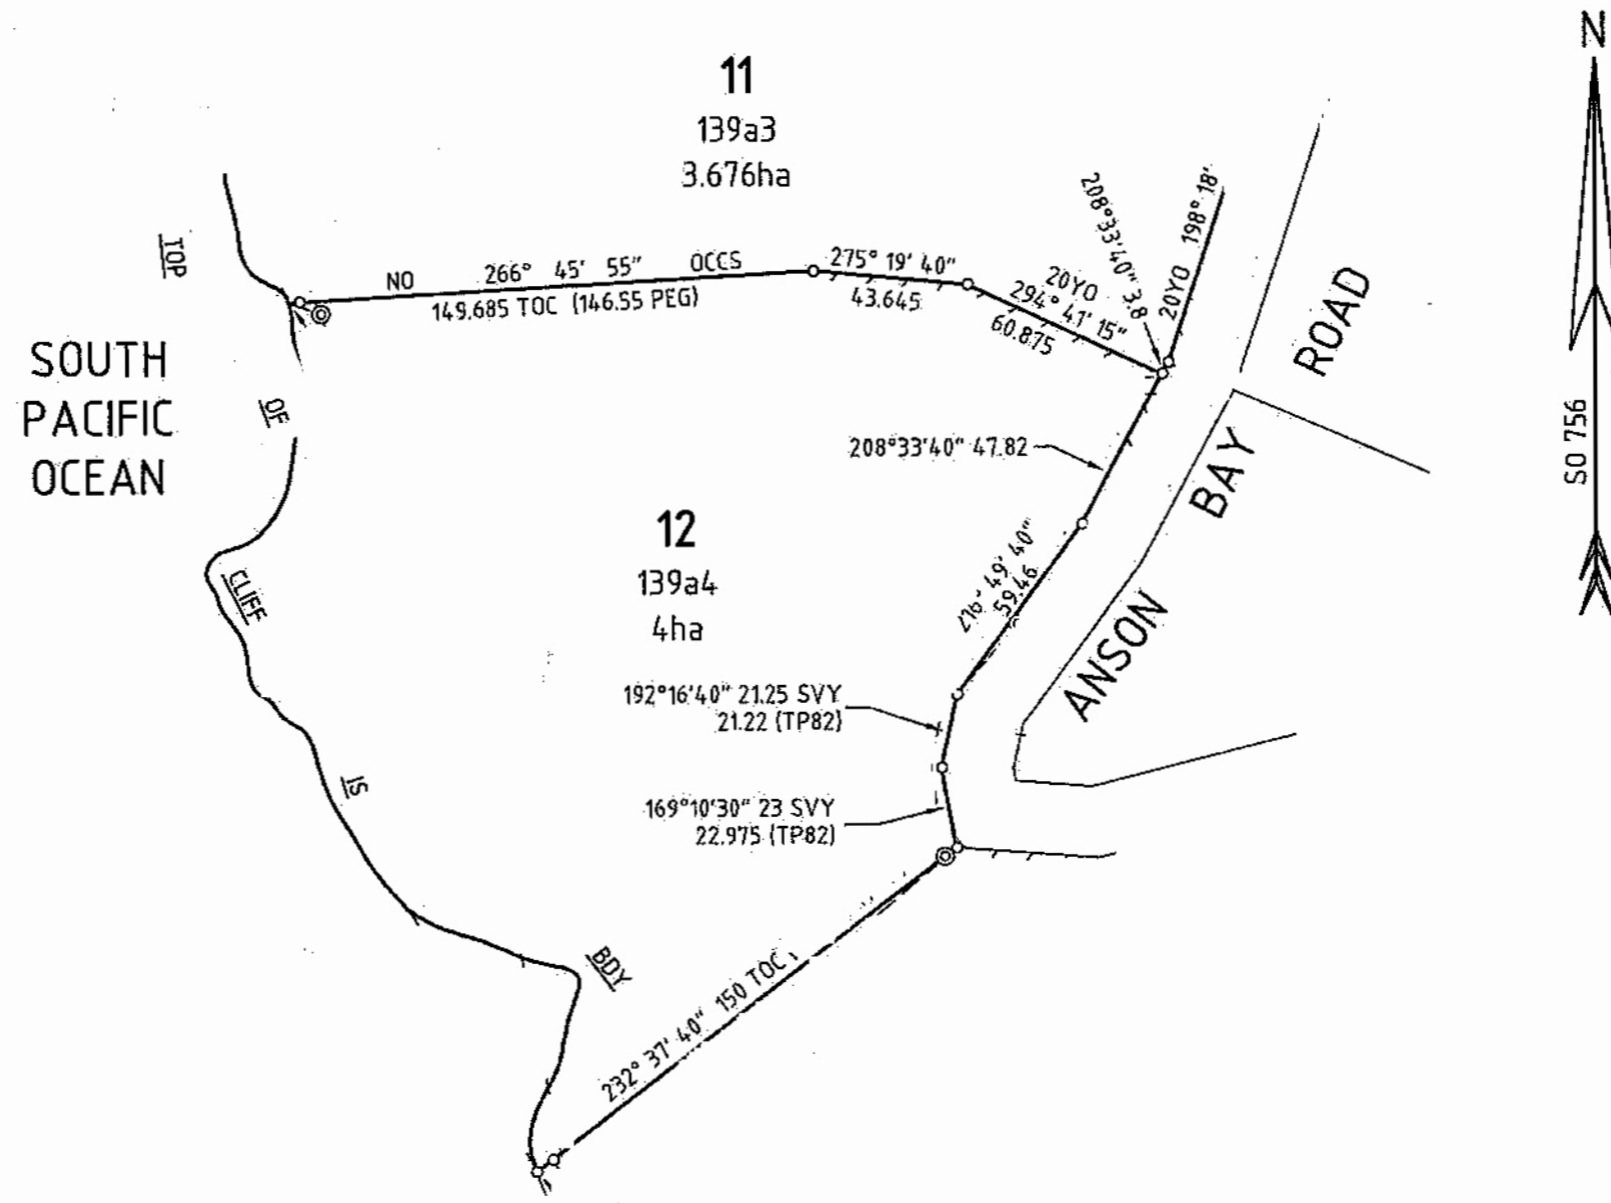 N
11
139a3
3.676ha
TOP
NO 266° 45' 55" OCCS
149.685 TOC (146.55 PEG)
275° 19' 40"
43.645
20YO
294° 41' 15"
60.875
208°33'40" 3.8
20YO 198° 18'
ROAD
SOUTH
PACIFIC
OCEAN
OF
208°33'40" 47.82
BAY
SO 756
12
139a4
4ha
CLIFF
216° 49' 40"
59.46
ANSON
192°16'40" 21.25 SVY
21.22 (TP82)
IS
169°10'30" 23 SVY
22.975 (TP82)
BDY
232° 37' 40" 150 TOC